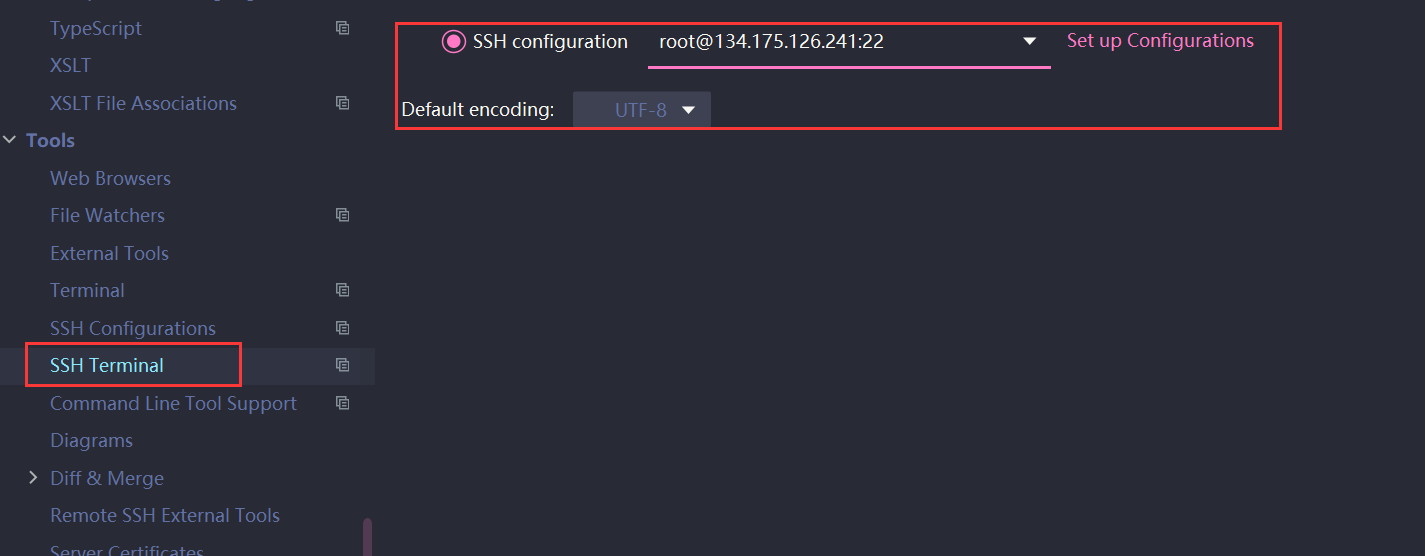 TypeScript
XSLT
XSLT File Associations
Tools
Web Browsers
File Watchers
External Tools
Terminal
SSH Configurations
SSH Terminal
Command Line Tool Support
Diagrams
Diff & Merge
Remote SSH External Tools
Server Certificates
SSH configuration root@134.175.126.241:22 Set up Configurations
Default encoding: UTF-8